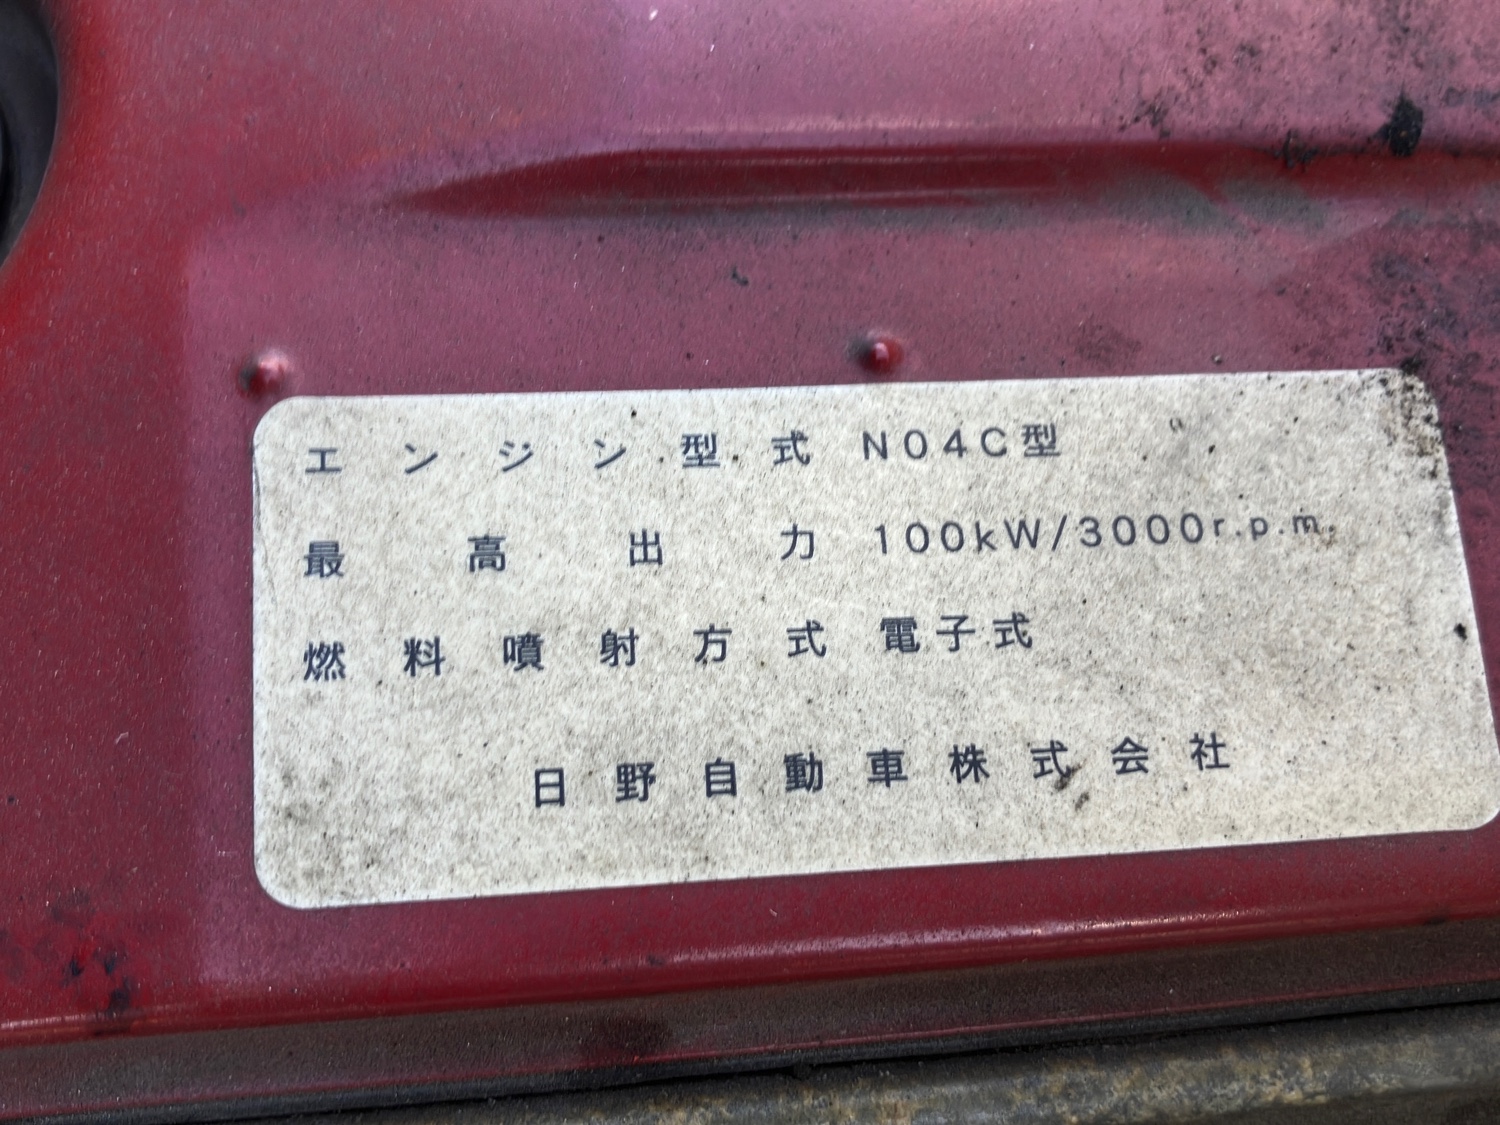 エンジン型式 N04C型
最高出力 100kW/3000r.p.m.
燃料噴射方式 電子式
日野自動車株式会社